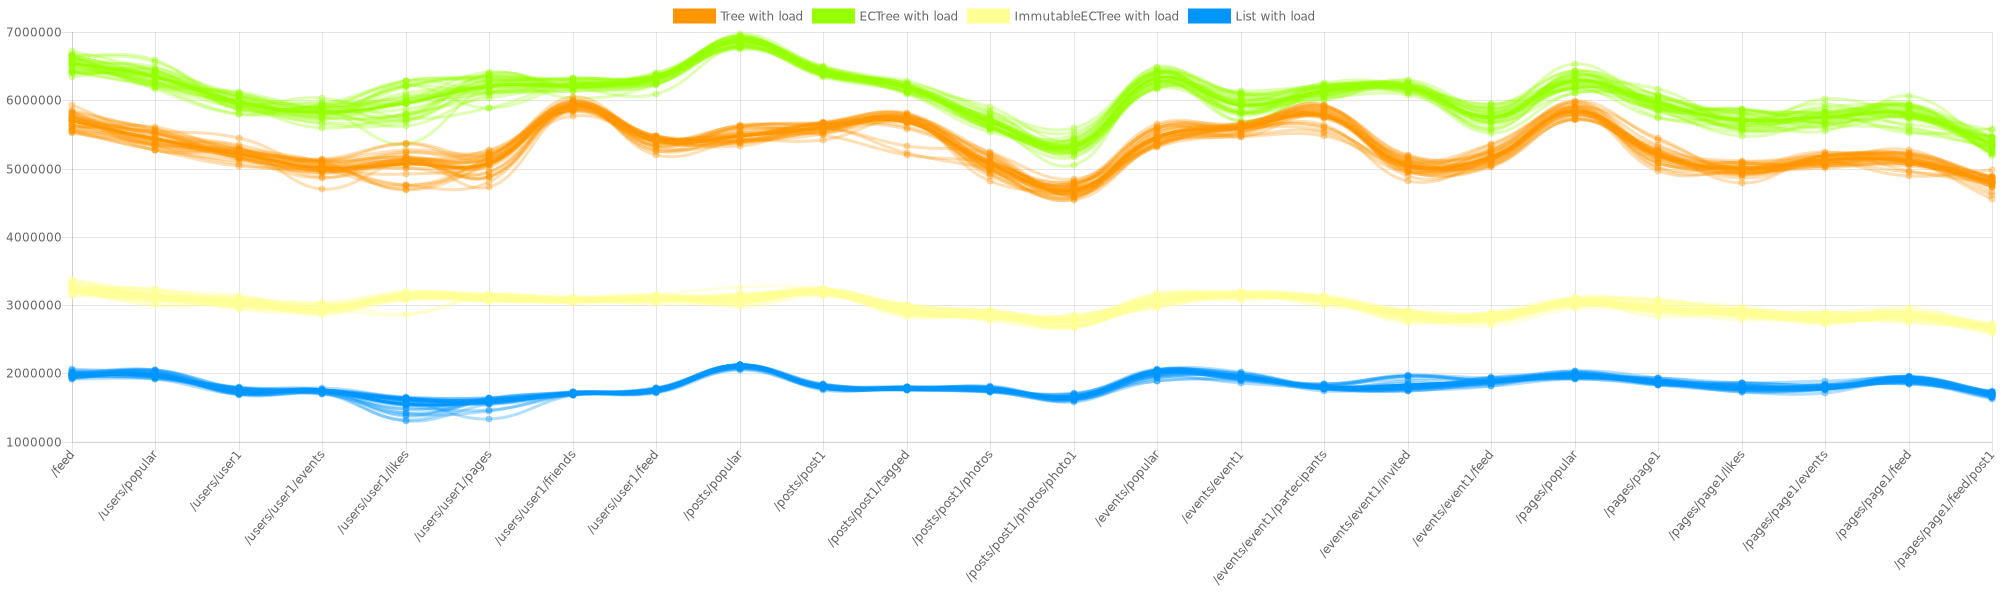 Tree with load ECTree with load ImmutableECTree with load List with load
7000000
6000000
5000000
4000000
3000000
2000000
1000000
/feed
/users/popular
/users/user1
/users/user1/events
/users/user1/likes
/users/user1/pages
/users/user1/friends
/users/user1/feed
/posts/popular
/posts/post1
/posts/post1/tagged
/posts/post1/photos
/posts/post1/photos/photo1
/events/popular
/events/event1
/events/event1/partecipants
/events/event1/invited
/events/event1/feed
/pages/popular
/pages/page1
/pages/page1/likes
/pages/page1/events
/pages/page1/feed
/pages/page1/feed/post1